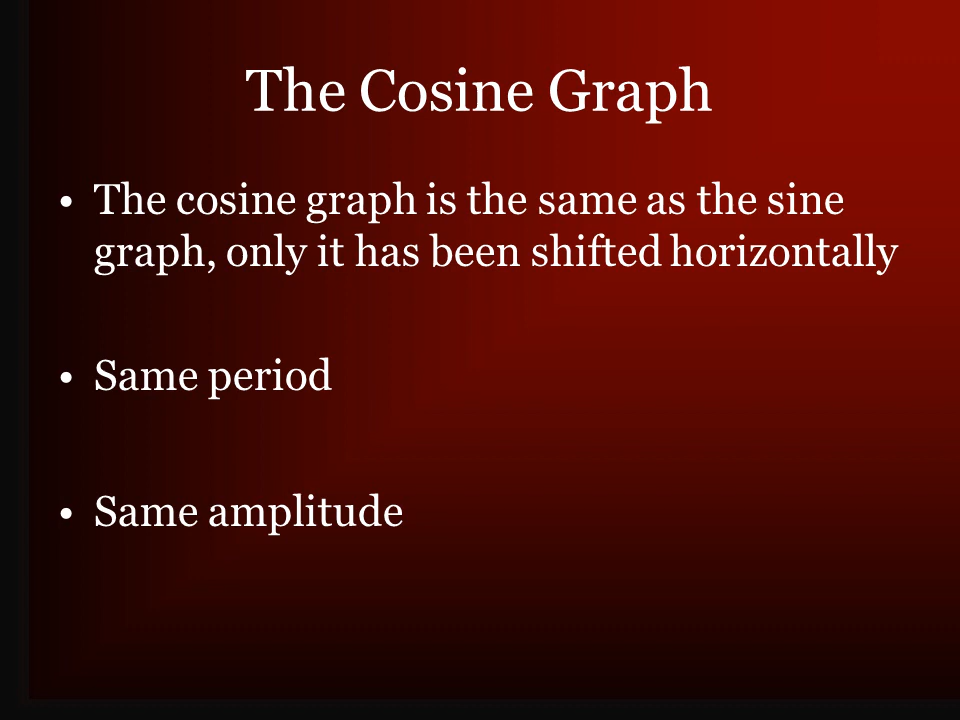 The Cosine Graph
• The cosine graph is the same as the sine
graph, only it has been shifted horizontally
• Same period
• Same amplitude